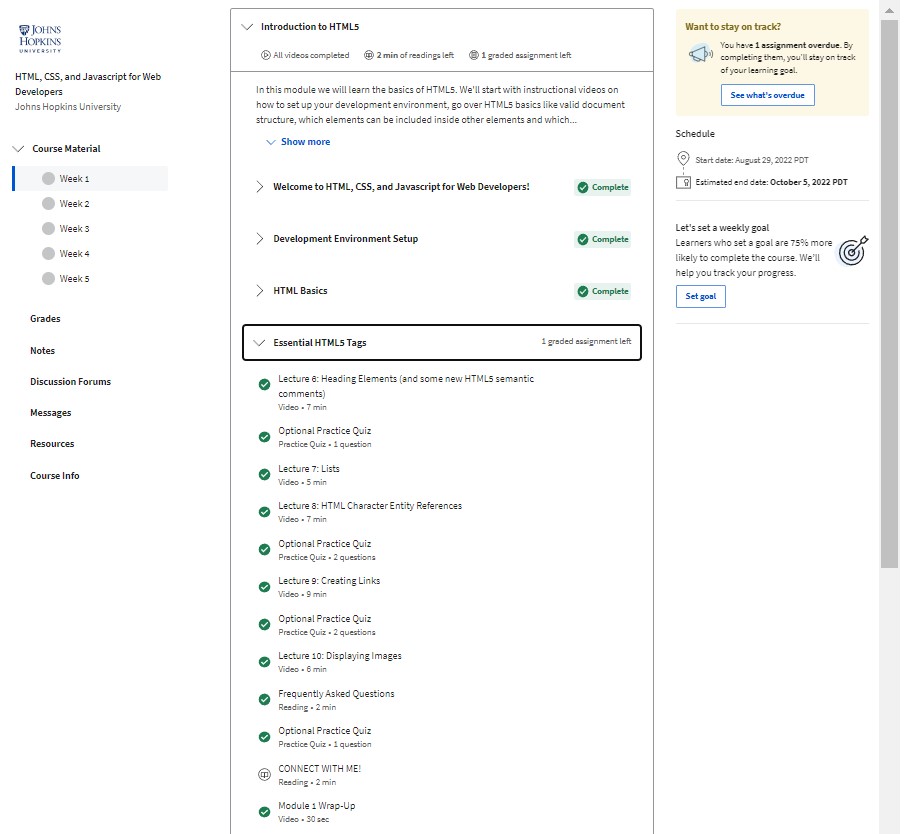 JOHNS
HOPKINS
UNIVERSITY
HTML, CSS, and Javascript for Web
Developers
Johns Hopkins University
Course Material
Week 1
Week 2
Week 3
Week 4
Week 5
Grades
Notes
Discussion Forums
Messages
Resources
Course Info
Introduction to HTML5
All videos completed 2 min of readings left 1 graded assignment left
In this module we will learn the basics of HTML5. We'll start with instructional videos on
how to set up your development environment, go over HTML5 basics like valid document
structure, which elements can be included inside other elements and which...
Show more
Welcome to HTML, CSS, and Javascript for Web Developers! Complete
Development Environment Setup Complete
HTML Basics Complete
Essential HTML5 Tags 1 graded assignment left
Lecture 6: Heading Elements (and some new HTML5 semantic
comments)
Video • 7 min
Optional Practice Quiz
Practice Quiz • 1 question
Lecture 7: Lists
Video • 5 min
Lecture 8: HTML Character Entity References
Video • 7 min
Optional Practice Quiz
Practice Quiz • 2 questions
Lecture 9: Creating Links
Video • 9 min
Optional Practice Quiz
Practice Quiz • 2 questions
Lecture 10: Displaying Images
Video • 6 min
Frequently Asked Questions
Reading • 2 min
Optional Practice Quiz
Practice Quiz • 1 question
CONNECT WITH ME!
Reading • 2 min
Module 1 Wrap-Up
Video • 30 sec
Want to stay on track?
You have 1 assignment overdue. By
completing them, you'll stay on track
of your learning goal.
See what's overdue
Schedule
Start date: August 29, 2022 PDT
Estimated end date: October 5, 2022 PDT
Let's set a weekly goal
Learners who set a goal are 75% more
likely to complete the course. We'll
help you track your progress.
Set goal